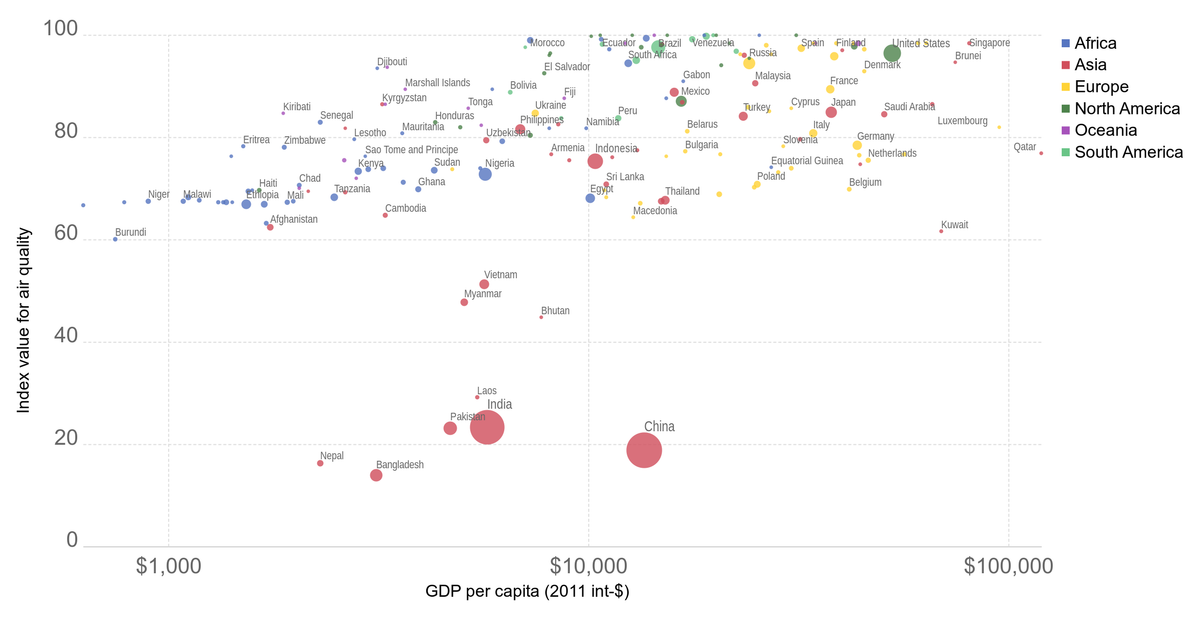 100
80
60
40
20
0
Index value for air quality
$1,000
$10,000
$100,000
GDP per capita (2011 int-$)
Africa
Asia
Europe
North America
Oceania
South America
Morocco
Ecuador
Brazil
Venezuela
Spain
Finland
United States
Singapore
South Africa
Russia
Brunei
Djibouti
El Salvador
Denmark
Marshall Islands
Bolivia
Gabon
Malaysia
France
Kyrgyzstan
Fiji
Mexico
Kiribati
Tonga
Ukraine
Turkey
Cyprus
Japan
Saudi Arabia
Senegal
Honduras
Philippines
Namibia
Peru
Luxembourg
Mauritania
Belarus
Italy
Eritrea
Zimbabwe
Lesotho
Uzbekistan
Slovenia
Germany
Sao Tome and Principe
Armenia
Indonesia
Bulgaria
Netherlands
Qatar
Kenya
Sudan
Nigeria
Equatorial Guinea
Haiti
Chad
Ghana
Sri Lanka
Poland
Belgium
Niger
Malawi
Ethiopia
Mali
Tanzania
Egypt
Thailand
Cambodia
Macedonia
Afghanistan
Burundi
Kuwait
Vietnam
Myanmar
Bhutan
Laos
India
Pakistan
China
Nepal
Bangladesh